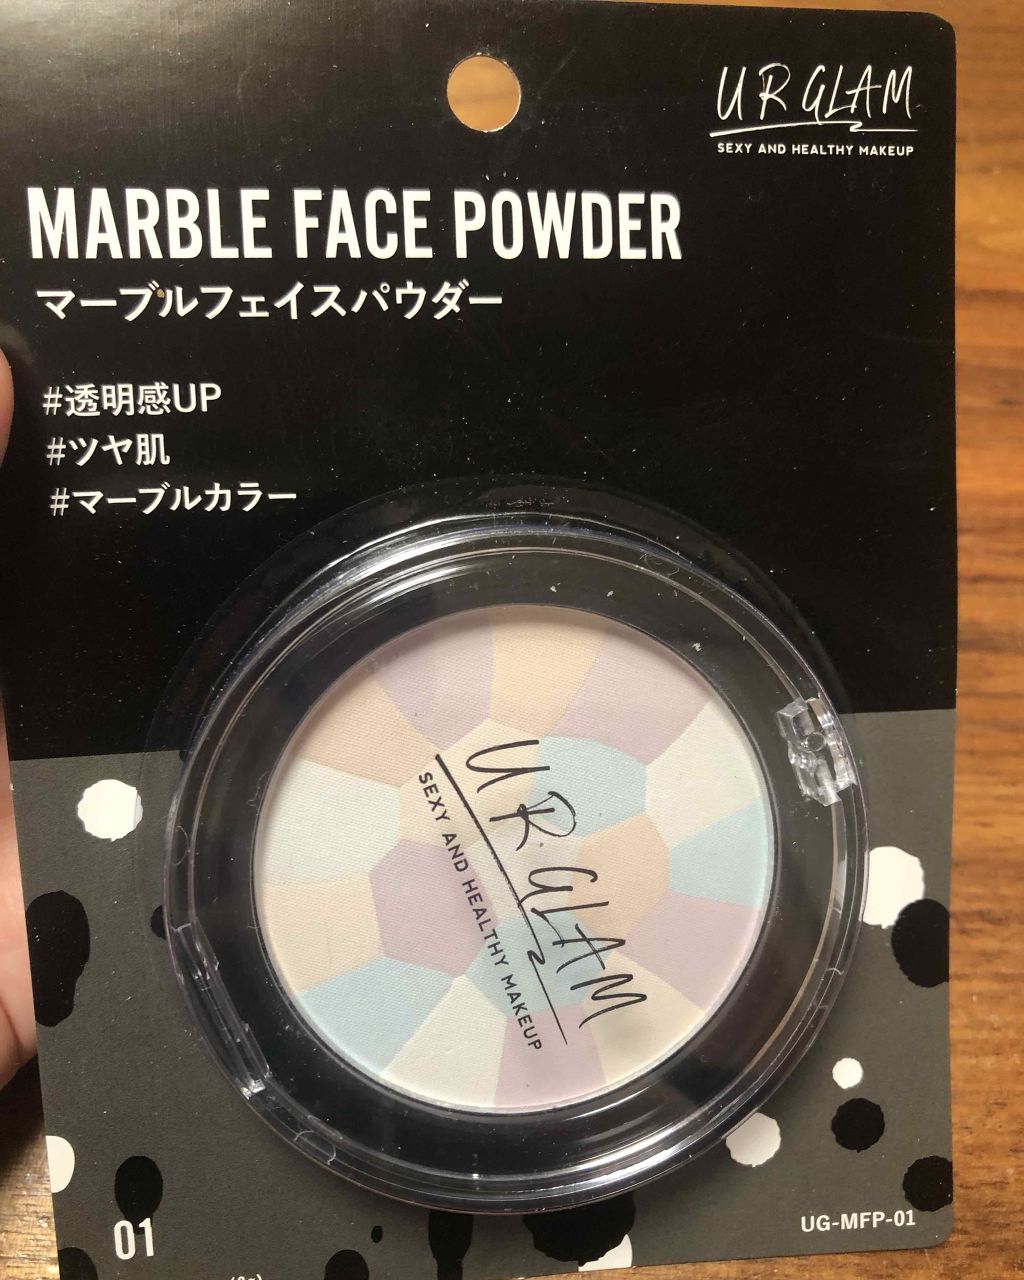 UR GLAM
SEXY AND HEALTHY MAKEUP
MARBLE FACE POWDER
マーブルフェイスパウダー
#透明感UP
#ツヤ肌
#マーブルカラー
UR GLAM
SEXY AND HEALTHY MAKEUP
01
UG-MFP-01